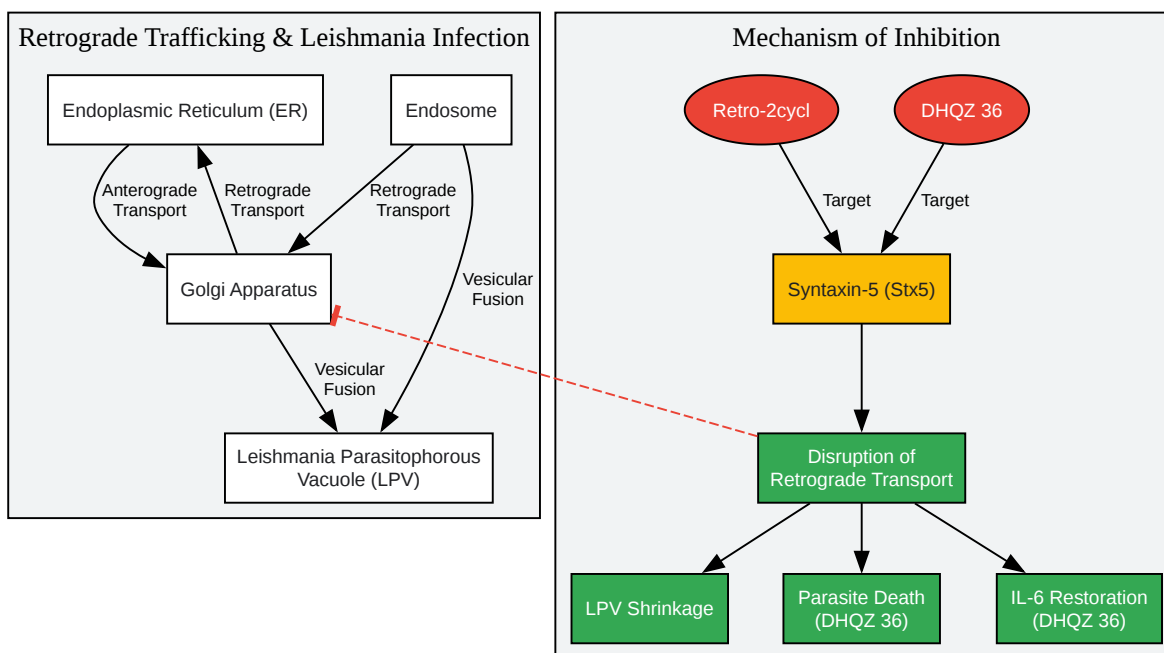 Retrograde Trafficking & Leishmania Infection
Endoplasmic Reticulum (ER)
Endosome
Anterograde
Transport
Retrograde
Transport
Retrograde
Transport
Golgi Apparatus
Vesicular
Fusion
Vesicular
Fusion
Leishmania Parasitophorous
Vacuole (LPV)
Mechanism of Inhibition
Retro-2cycl
DHQZ 36
Target
Target
Syntaxin-5 (Stx5)
Disruption of
Retrograde Transport
LPV Shrinkage
Parasite Death
(DHQZ 36)
IL-6 Restoration
(DHQZ 36)